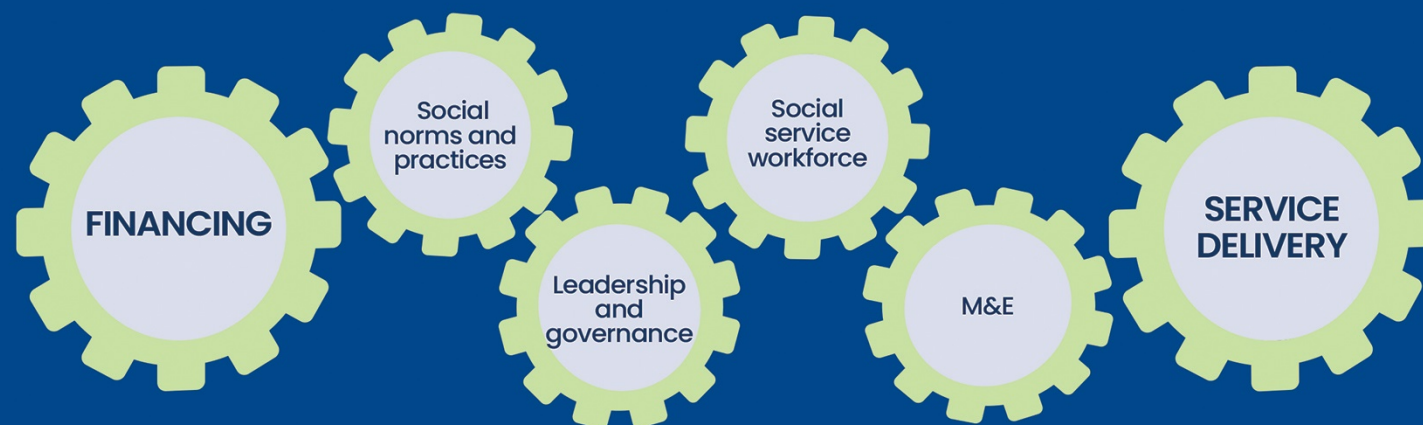 FINANCING
Social
norms and
practices
Leadership
and
governance
Social
service
workforce
M&E
SERVICE
DELIVERY